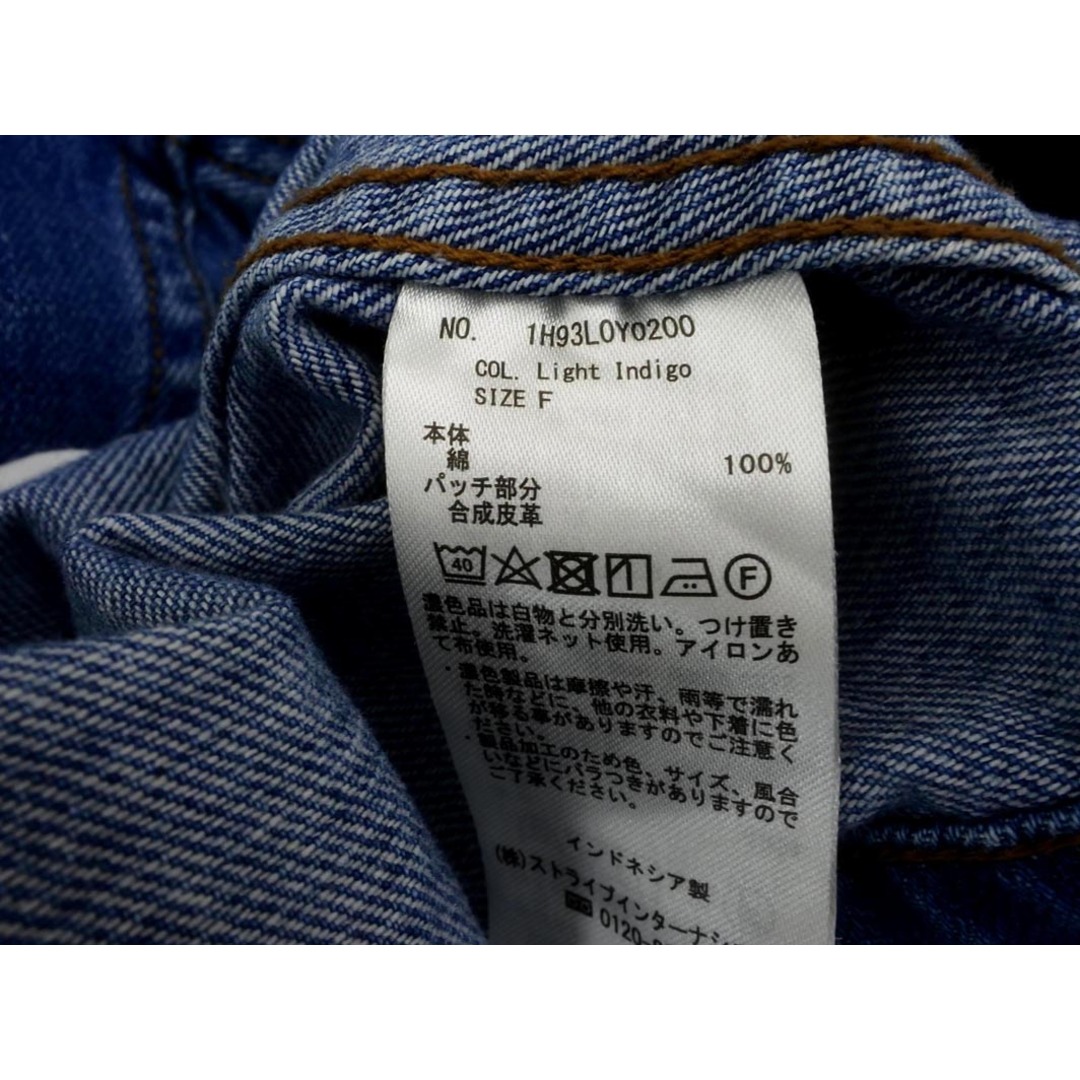 NO. 1H93L0Y0200
COL. Light Indigo
SIZE F
本体
綿 100%
パッチ部分
合成皮革
40 F
濃色品は白物と分別洗い。つけ置き
禁止。洗濯ネット使用。アイロンあ
て布使用。
・濃色製品は摩擦や汗、雨等で濡れ
た時などに、他の衣料や下着に色
が移る事がありますのでご注意く
ださい。
・製品加工のため色、サイズ、風合
いなどにバラつきがありますので
ご了承ください。
インドネシア製
(株)ストライプインターナシ
0120-